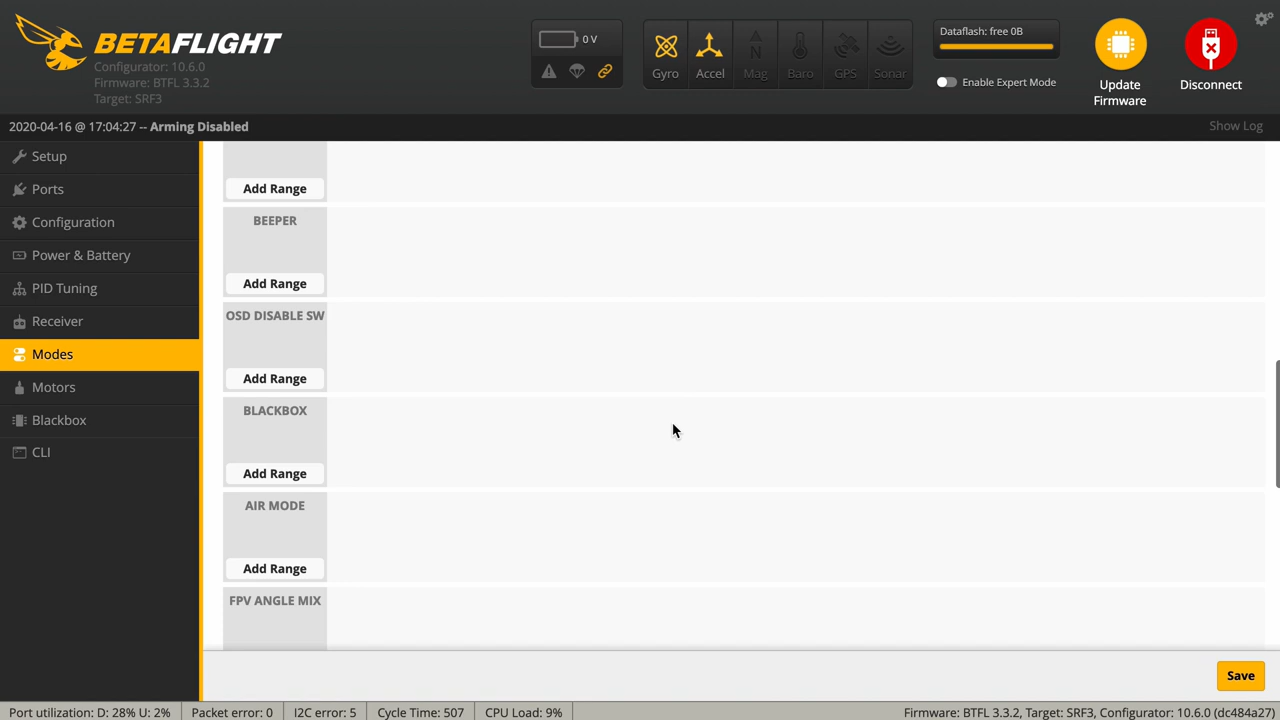 BETAFLIGHT
Configurator: 10.6.0
Firmware: BTFL 3.3.2
Target: SRF3
0 V
Gyro
Accel
Mag
Baro
GPS
Sonar
Dataflash: free 0B
Enable Expert Mode
Update
Firmware
Disconnect
2020-04-16 @ 17:04:27 -- Arming Disabled
Show Log
Setup
Ports
Configuration
Power & Battery
PID Tuning
Receiver
Modes
Motors
Blackbox
CLI
Add Range
BEEPER
Add Range
OSD DISABLE SW
Add Range
BLACKBOX
Add Range
AIR MODE
Add Range
FPV ANGLE MIX
Save
Port utilization: D: 28% U: 2%
Packet error: 0
I2C error: 5
Cycle Time: 507
CPU Load: 9%
Firmware: BTFL 3.3.2, Target: SRF3, Configurator: 10.6.0 (dc484a27)